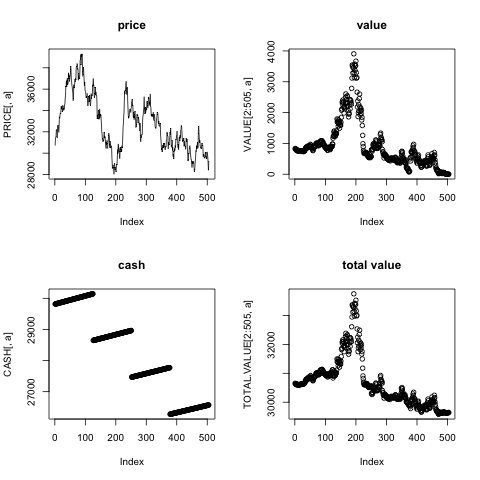 price
PRICE[, a]
28000 32000 36000
0 100 200 300 400 500
Index
value
VALUE[2:505, a]
0 1000 2000 3000 4000
0 100 200 300 400 500
Index
cash
CASH[, a]
27000 29000
0 100 200 300 400 500
Index
total value
TOTAL.VALUE[2:505, a]
30000 32000
0 100 200 300 400 500
Index